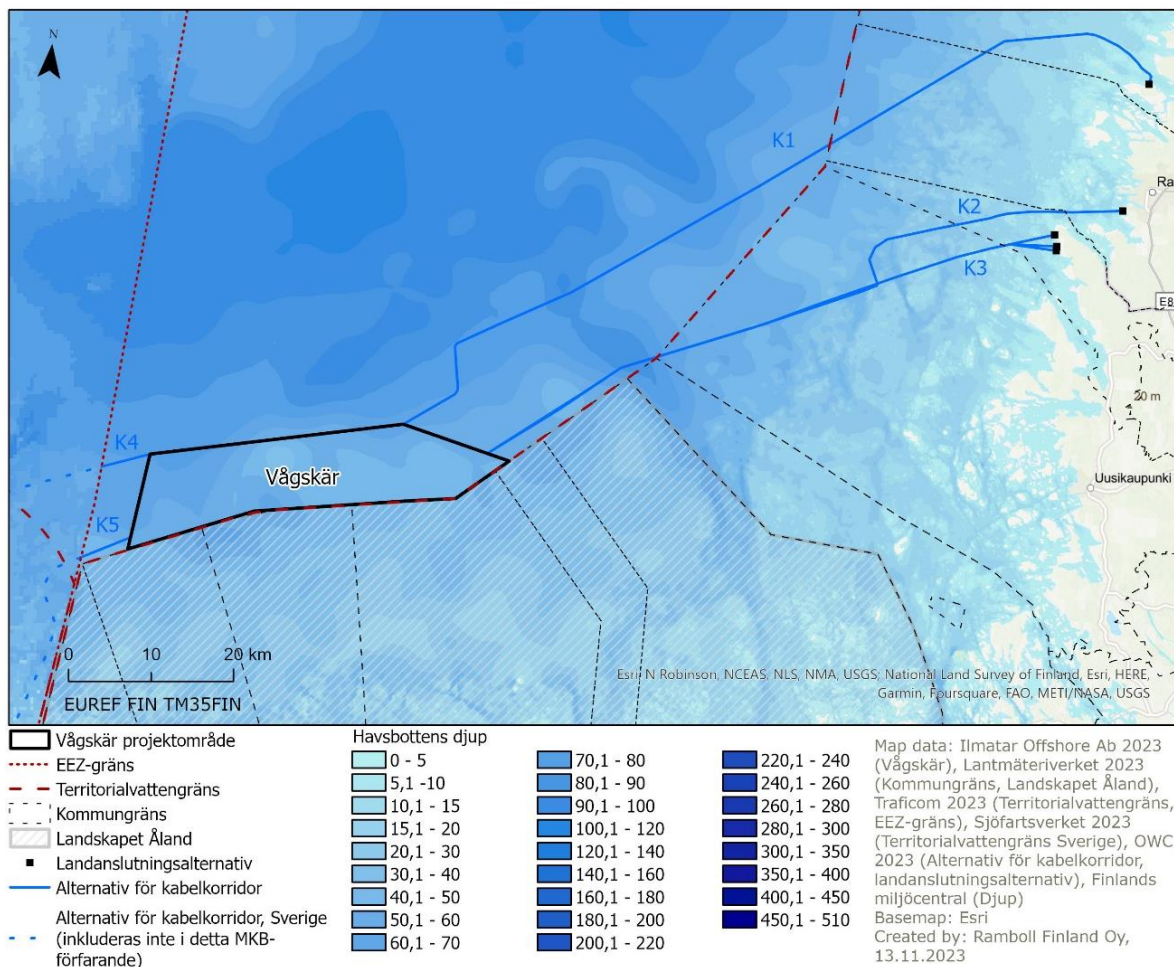 N
K1
K2
K3
Ra
E8
20 m
Uusikaupunki
K4
K5
Vågskär
0 10 20 km
EUREF FIN TM35FIN
Esri, N Robinson, NCEAS, NLS, NMA, USGS; National Land Survey of Finland, Esri, HERE,
Garmin, Foursquare, FAO, METI/NASA, USGS
Vågskär projektområde
EEZ-gräns
Territorialvattengräns
Kommungräns
Landskapet Åland
Landanslutningsalternativ
Alternativ för kabelkorridor
Alternativ för kabelkorridor, Sverige
(inkluderas inte i detta MKB-
förfarande)
Havsbottens djup
0 - 5
5,1 -10
10,1 - 15
15,1 - 20
20,1 - 30
30,1 - 40
40,1 - 50
50,1 - 60
60,1 - 70
70,1 - 80
80,1 - 90
90,1 - 100
100,1 - 120
120,1 - 140
140,1 - 160
160,1 - 180
180,1 - 200
200,1 - 220
220,1 - 240
240,1 - 260
260,1 - 280
280,1 - 300
300,1 - 350
350,1 - 400
400,1 - 450
450,1 - 510
Map data: Ilmatar Offshore Ab 2023
(Vågskär), Lantmäteriverket 2023
(Kommungräns, Landskapet Åland),
Traficom 2023 (Territorialvattengräns,
EEZ-gräns), Sjöfartsverket 2023
(Territorialvattengräns Sverige), OWC
2023 (Alternativ för kabelkorridor,
landanslutningsalternativ), Finlands
miljöcentral (Djup)
Basemap: Esri
Created by: Ramboll Finland Oy,
13.11.2023